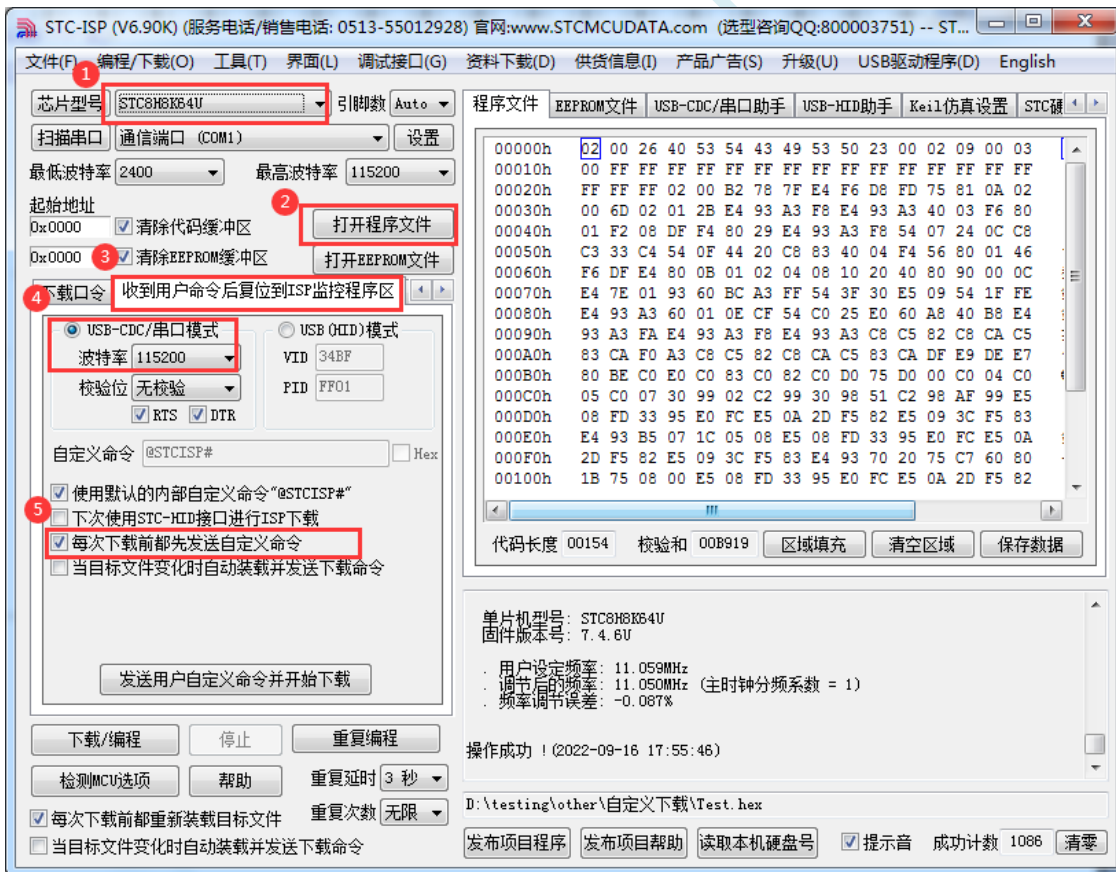 STC-ISP (V6.90K) (服务电话/销售电话: 0513-55012928) 官网:www.STCMCUDATA.com (选型咨询QQ:800003751) -- ST...
文件(F) 编程/下载(O) 工具(T) 界面(L) 调试接口(G) 资料下载(D) 供货信息(I) 产品广告(S) 升级(U) USB驱动程序(D) English
1
芯片型号 STC8H8K64U 引脚数 Auto
扫描串口 通信端口 (COM1) 设置
最低波特率 2400 最高波特率 115200
起始地址
2
0x0000 清除代码缓冲区 打开程序文件
0x0000 3 清除EEPROM缓冲区 打开EEPROM文件
4 下载口令 收到用户命令后复位到ISP监控程序区
USB-CDC/串口模式 USB(HID)模式
波特率 115200 VID 34BF
校验位 无校验 PID FF01
RTS DTR
自定义命令 @STCISP# Hex
使用默认的内部自定义命令"@STCISP#"
5
下次使用STC-HID接口进行ISP下载
每次下载前都先发送自定义命令
当目标文件变化时自动装载并发送下载命令
发送用户自定义命令并开始下载
下载/编程 停止 重复编程
检测MCU选项 帮助 重复延时 3 秒
每次下载前都重新装载目标文件 重复次数 无限
当目标文件变化时自动装载并发送下载命令
程序文件 EEPROM文件 USB-CDC/串口助手 USB-HID助手 Keil仿真设置 STC硬
00000h 02 00 26 40 53 54 43 49 53 50 23 00 02 09 00 03
00010h 00 FF FF FF FF FF FF FF FF FF FF FF FF FF FF FF
00020h FF FF FF 02 00 B2 78 7F E4 F6 D8 FD 75 81 0A 02
00030h 00 6D 02 01 2B E4 93 A3 F8 E4 93 A3 40 03 F6 80
00040h 01 F2 08 DF F4 80 29 E4 93 A3 F8 54 07 24 0C C8
00050h C3 33 C4 54 0F 44 20 C8 83 40 04 F4 56 80 01 46
00060h F6 DF E4 80 0B 01 02 04 08 10 20 40 80 90 00 0C
00070h E4 7E 01 93 60 BC A3 FF 54 3F 30 E5 09 54 1F FE
00080h E4 93 A3 60 01 0E CF 54 C0 25 E0 60 A8 40 B8 E4
00090h 93 A3 FA E4 93 A3 F8 E4 93 A3 C8 C5 82 C8 CA C5
000A0h 83 CA F0 A3 C8 C5 82 C8 CA C5 83 CA DF E9 DE E7
000B0h 80 BE C0 E0 C0 83 C0 82 C0 D0 75 D0 00 C0 04 C0
000C0h 05 C0 07 30 99 02 C2 99 30 98 51 C2 98 AF 99 E5
000D0h 08 FD 33 95 E0 FC E5 0A 2D F5 82 E5 09 3C F5 83
000E0h E4 93 B5 07 1C 05 08 E5 08 FD 33 95 E0 FC E5 0A
000F0h 2D F5 82 E5 09 3C F5 83 E4 93 70 20 75 C7 60 80
00100h 1B 75 08 00 E5 08 FD 33 95 E0 FC E5 0A 2D F5 82
代码长度 00154 校验和 00B919 区域填充 清空区域 保存数据
单片机型号: STC8H8K64U
固件版本号: 7.4.6U
. 用户设定频率: 11.059MHz
. 调节后的频率: 11.050MHz (主时钟分频系数 = 1)
. 频率调节误差: -0.087%
操作成功 !(2022-09-16 17:55:46)
D:\testing\other\自定义下载\Test.hex
发布项目程序 发布项目帮助 读取本机硬盘号 提示音 成功计数 1086 清零